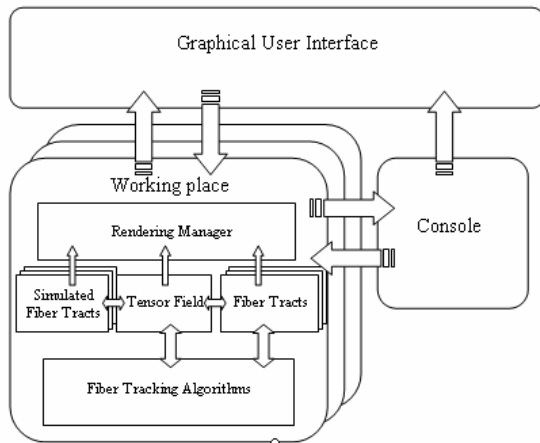 Graphical User Interface
Working place
Rendering Manager
Console
Simulated
Fiber Tracts
Tensor Field
Fiber Tracts
Fiber Tracking Algorithms